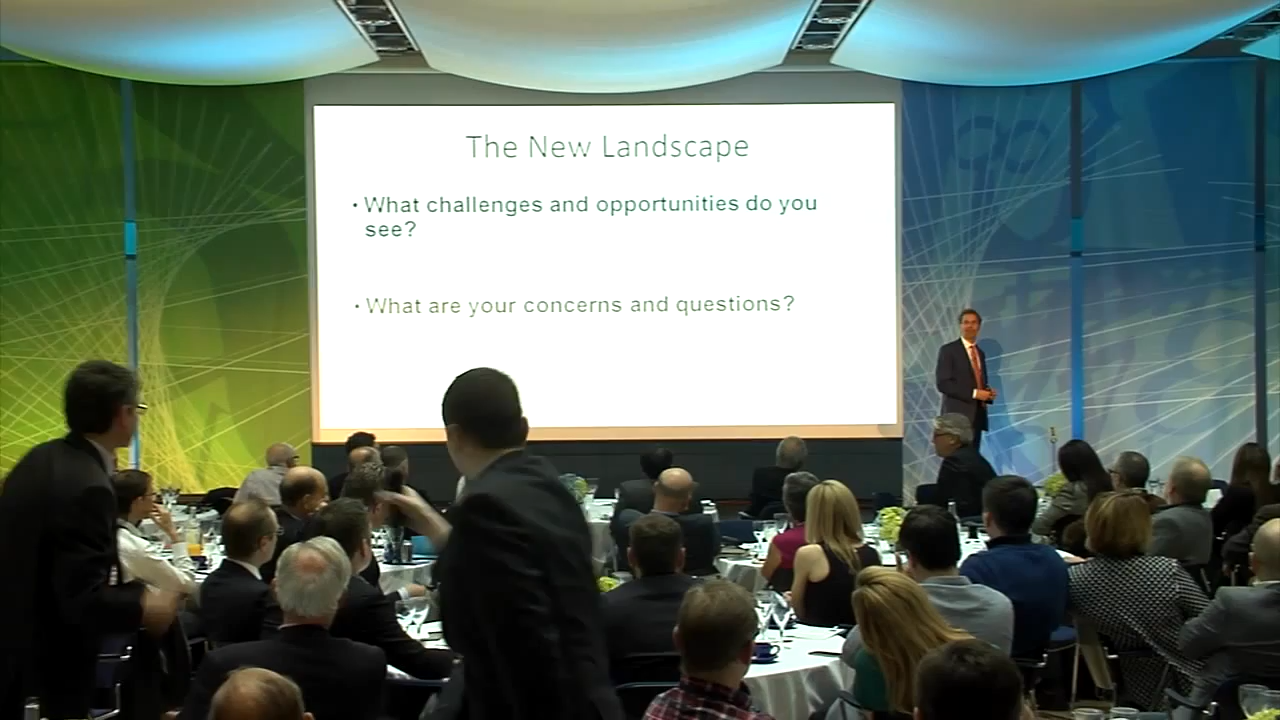 The New Landscape
• What challenges and opportunities do you
see?
• What are your concerns and questions?